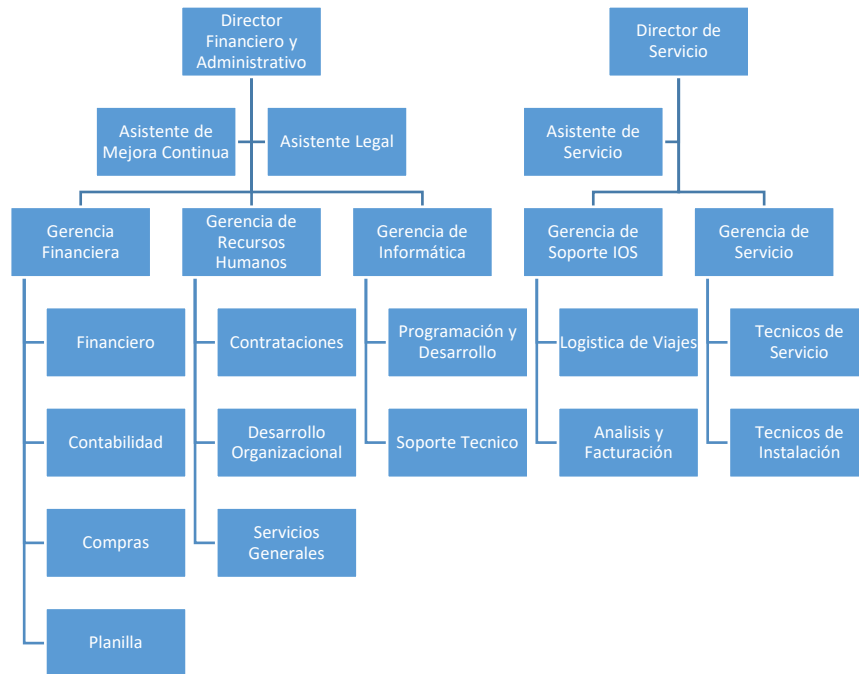 Director
Financiero y
Administrativo
Director de
Servicio
Asistente de
Mejora Continua
Asistente Legal
Asistente de
Servicio
Gerencia
Financiera
Gerencia de
Recursos
Humanos
Gerencia de
Informática
Gerencia de
Soporte IOS
Gerencia de
Servicio
Financiero
Contrataciones
Programación y
Desarrollo
Logistica de Viajes
Tecnicos de
Servicio
Contabilidad
Desarrollo
Organizacional
Soporte Tecnico
Analisis y
Facturación
Tecnicos de
Instalación
Compras
Servicios
Generales
Planilla